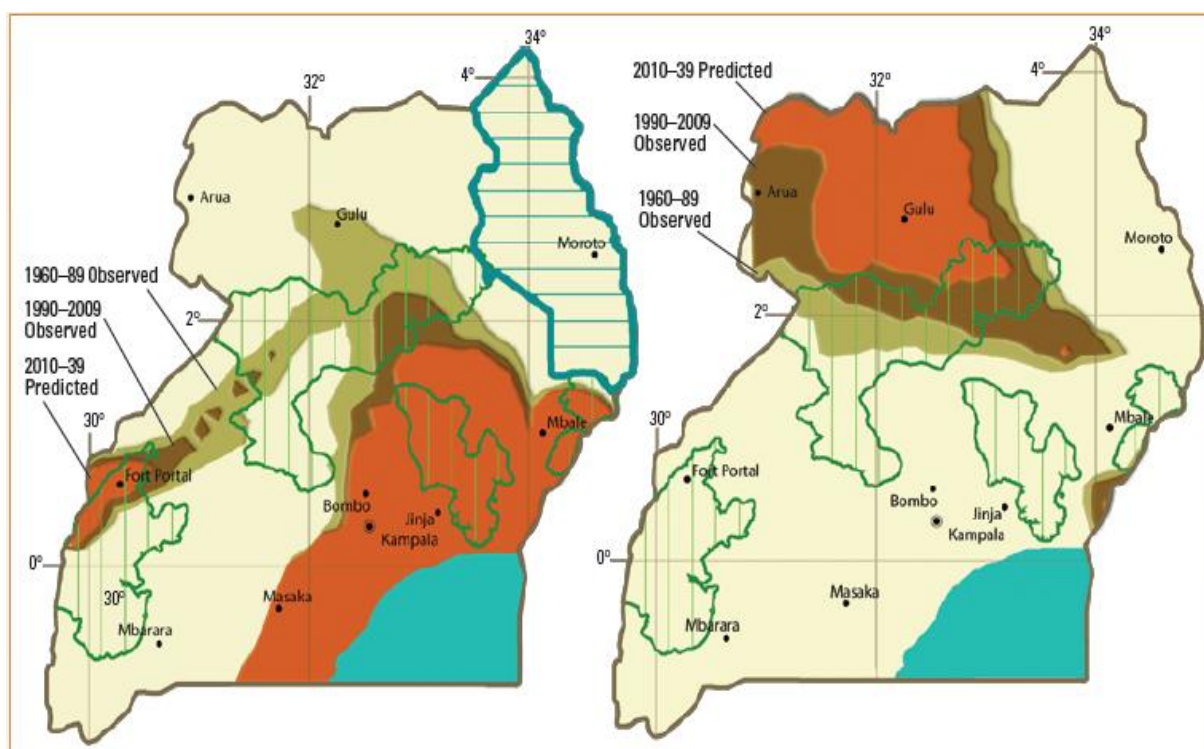 34°
4°
32°
Arua
Gulu
Moroto
1960–89 Observed
1990–2009
Observed
2°
2010–39
Predicted
30°
Fort Portal
Mbale
Bombo
Jinja
Kampala
0°
30°
Masaka
Mbarara
34°
2010–39 Predicted
4°
32°
1990–2009
Observed
Arua
1960–89
Observed
Gulu
Moroto
2°
30°
Mbale
Fort Portal
Bombo
Jinja
Kampala
0°
Masaka
Mbarara